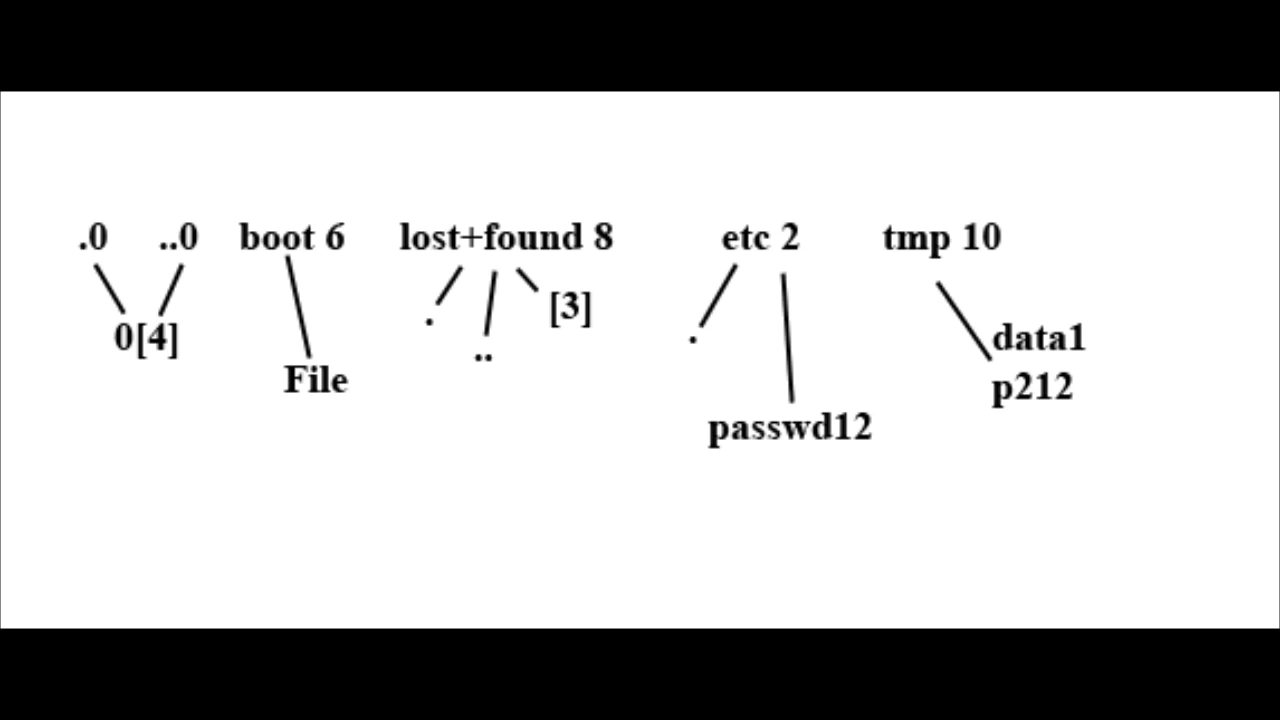 .0 ..0 boot 6 lost+found 8 etc 2 tmp 10
. [3]
0[4] .. . data1
File p212
passwd12